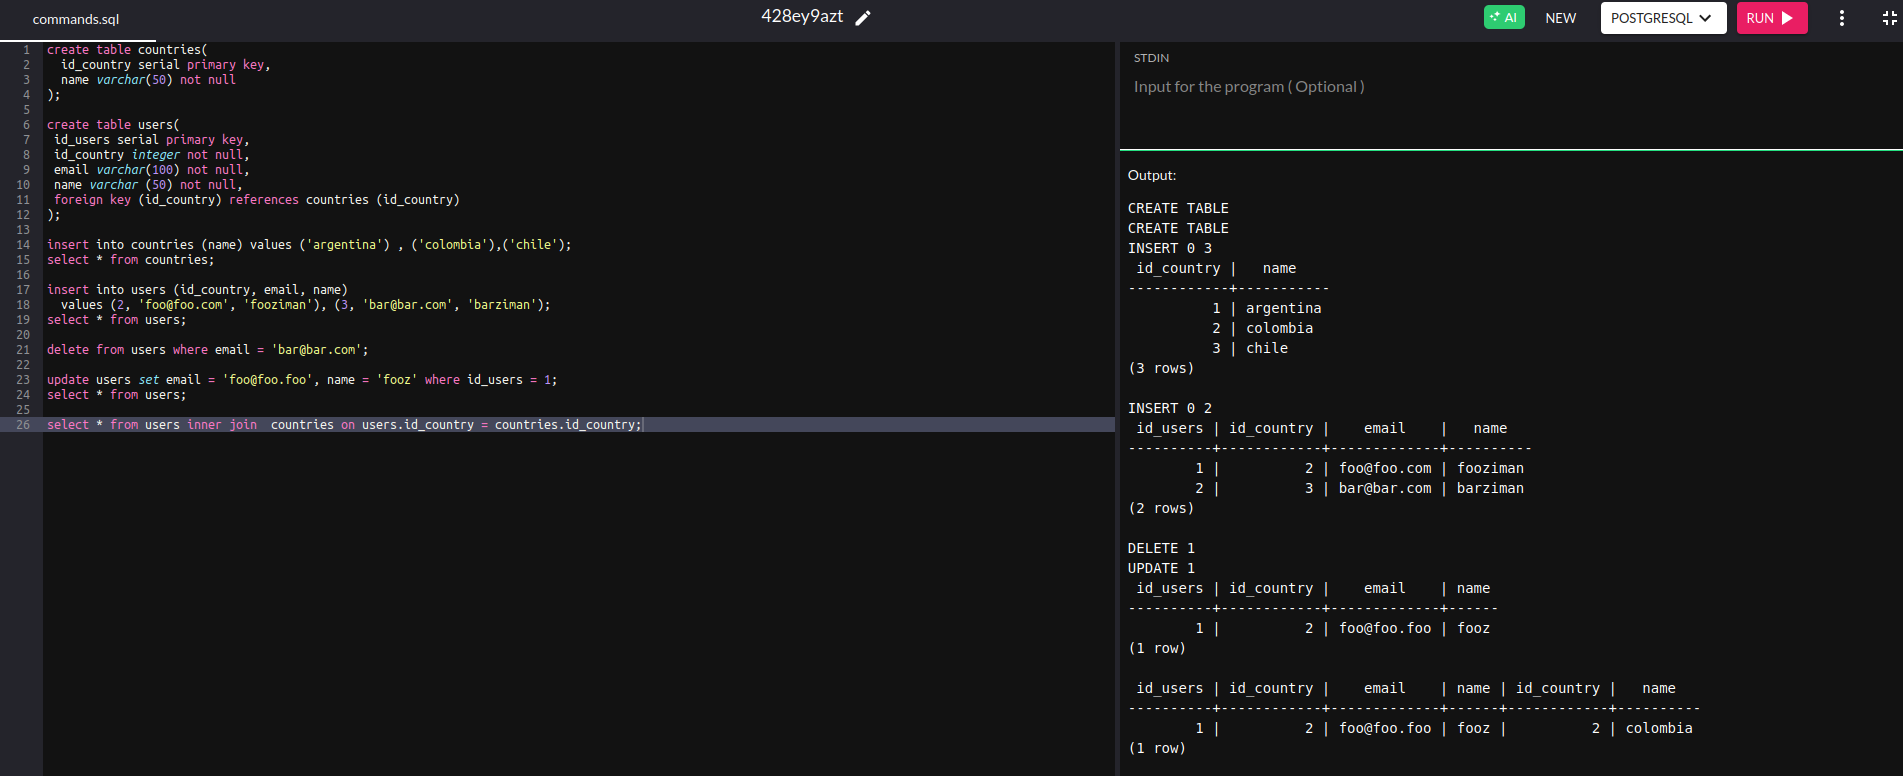 commands.sql
428ey9azt
AI NEW POSTGRESQL RUN
1 create table countries(
2   id_country serial primary key,
3   name varchar(50) not null
4 );
5
6 create table users(
7  id_users serial primary key,
8  id_country integer not null,
9  email varchar(100) not null,
10  name varchar (50) not null,
11  foreign key (id_country) references countries (id_country)
12 );
13
14 insert into countries (name) values ('argentina') , ('colombia'),('chile');
15 select * from countries;
16
17 insert into users (id_country, email, name)
18   values (2, 'foo@foo.com', 'fooziman'), (3, 'bar@bar.com', 'barziman');
19 select * from users;
20
21 delete from users where email = 'bar@bar.com';
22
23 update users set email = 'foo@foo.foo', name = 'fooz' where id_users = 1;
24 select * from users;
25
26 select * from users inner join  countries on users.id_country = countries.id_country;
STDIN
Input for the program ( Optional )
Output:
CREATE TABLE
CREATE TABLE
INSERT 0 3
 id_country |   name
------------+-----------
          1 | argentina
          2 | colombia
          3 | chile
(3 rows)

INSERT 0 2
 id_users | id_country |    email    |   name
----------+------------+-------------+----------
        1 |          2 | foo@foo.com | fooziman
        2 |          3 | bar@bar.com | barziman
(2 rows)

DELETE 1
UPDATE 1
 id_users | id_country |    email    | name
----------+------------+-------------+------
        1 |          2 | foo@foo.foo | fooz
(1 row)

 id_users | id_country |    email    | name | id_country |   name
----------+------------+-------------+------+------------+----------
        1 |          2 | foo@foo.foo | fooz |          2 | colombia
(1 row)